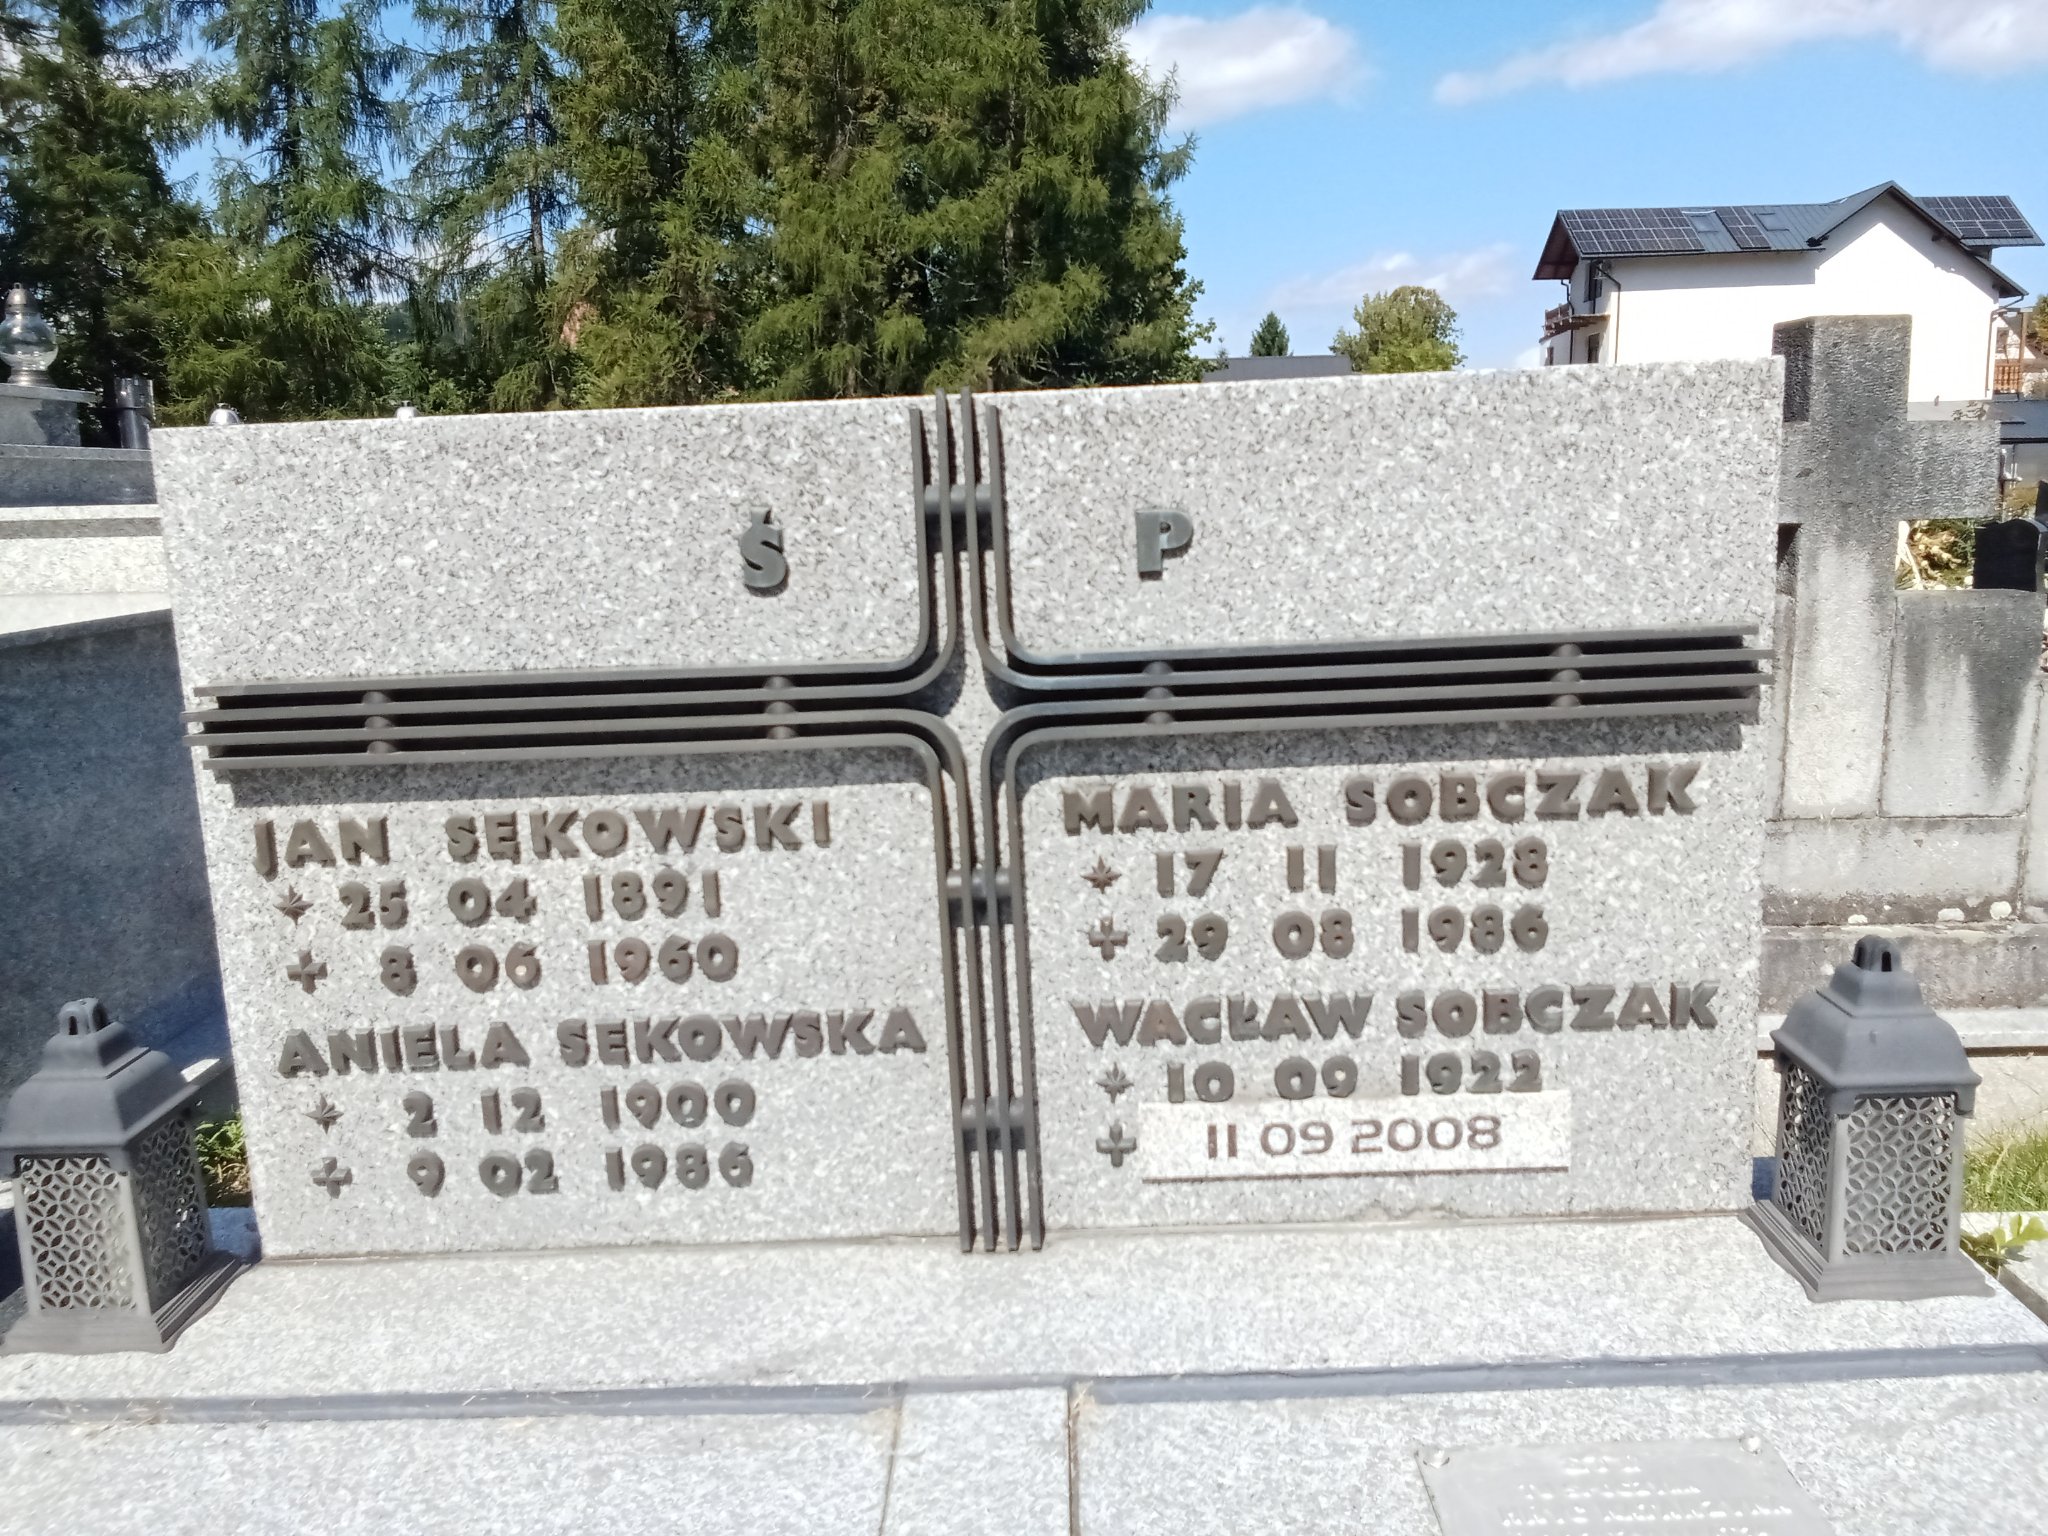 Ś P
JAN SĘKOWSKI
25 04 1891
8 06 1960
ANIELA SĘKOWSKA
2 12 1900
9 02 1986
MARIA SOBCZAK
17 11 1928
29 08 1986
WACŁAW SOBCZAK
10 09 1922
11 09 2008